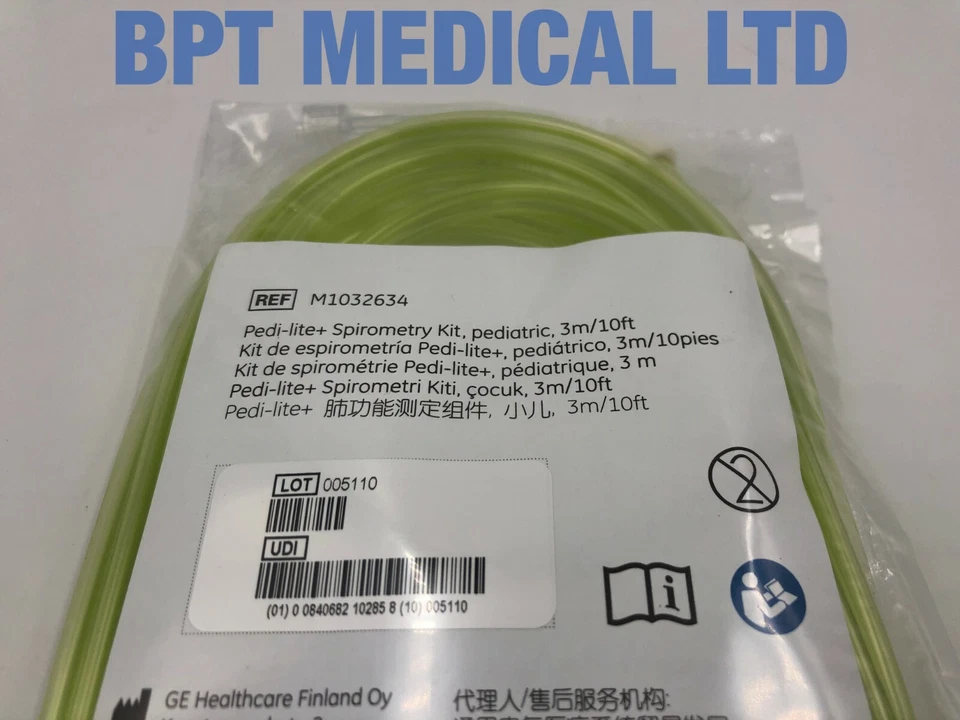 BPT MEDICAL LTD
REF M1032634
Pedi-lite+ Spirometry Kit, pediatric, 3m/10ft
Kit de espirometría Pedi-lite+, pediátrico, 3m/10pies
Kit de spirométrie Pedi-lite+, pédiatrique, 3 m
Pedi-lite+ Spirometri Kiti, çocuk, 3m/10ft
Pedi-lite+ 肺功能测定组件, 小儿, 3m/10ft
LOT 005110
2
UDI
(01) 0 0840682 10285 8 (10) 005110
GE Healthcare Finland Oy
代理人/售后服务机构: